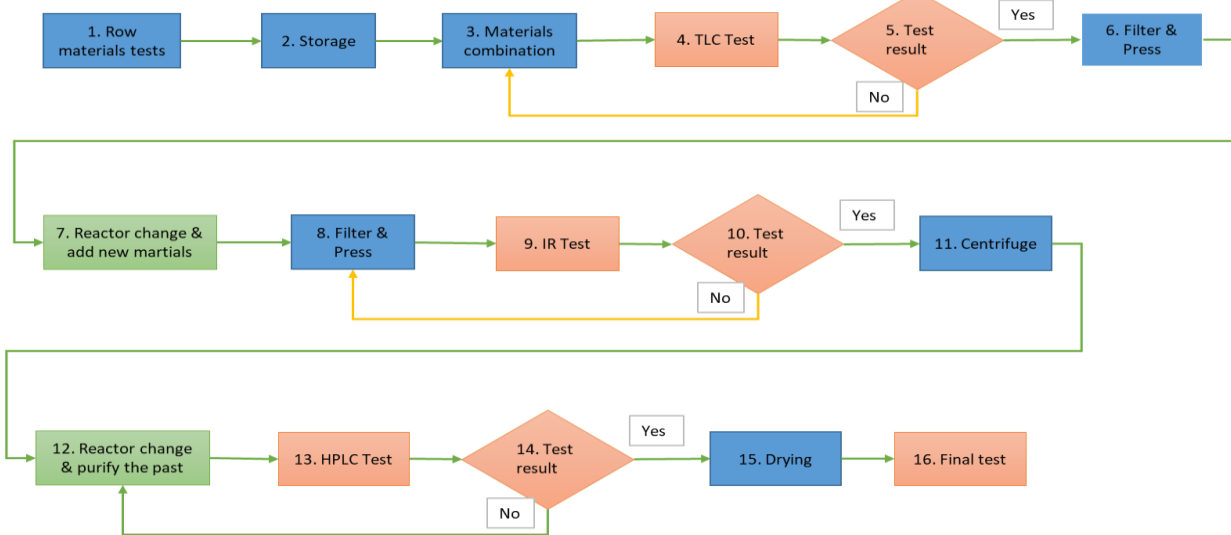 1. Row
materials tests
2. Storage
3. Materials
combination
4. TLC Test
5. Test
result
Yes
6. Filter &
Press
No
7. Reactor change &
add new martials
8. Filter &
Press
9. IR Test
10. Test
result
Yes
11. Centrifuge
No
12. Reactor change
& purify the past
13. HPLC Test
14. Test
result
Yes
15. Drying
16. Final test
No